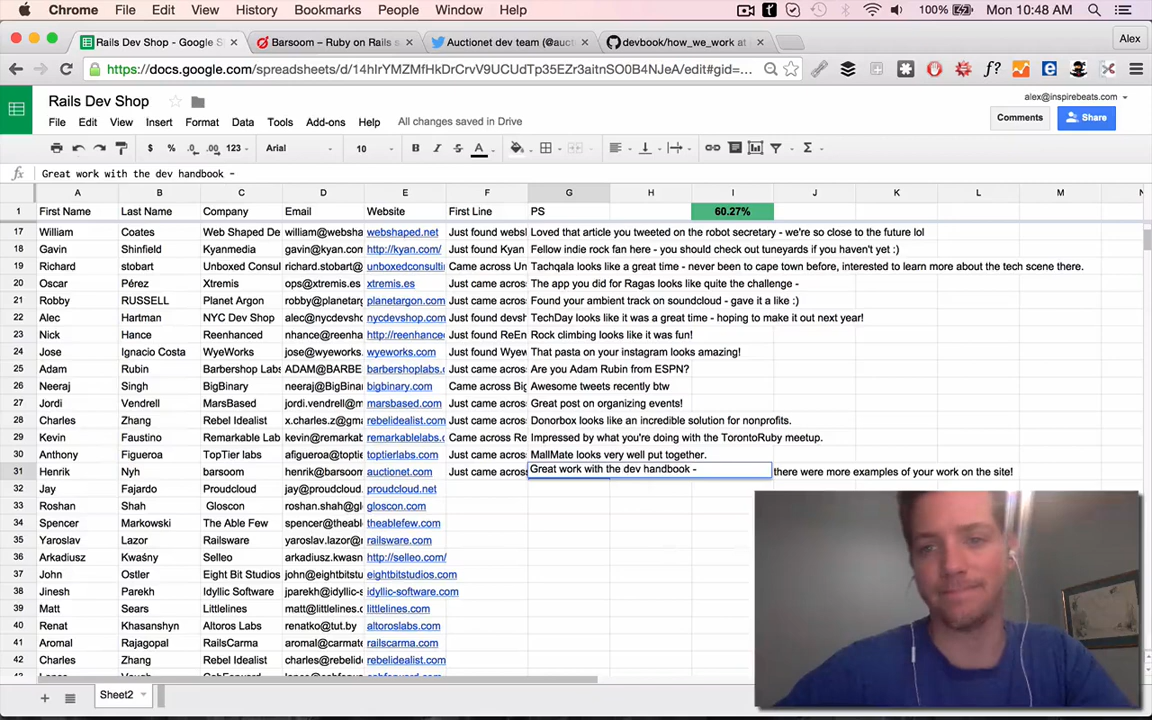 Chrome File Edit View History Bookmarks People Window Help 100% Mon 10:48 AM
Rails Dev Shop - Google S Barsoom – Ruby on Rails s Auctionet dev team (@auc devbook/how_we_work at Alex
https://docs.google.com/spreadsheets/d/14hIrYMZMfHkDrCrvV9UCUdTp35EZr3aitnSO0B4NJeA/edit#gid=...
Rails Dev Shop alex@inspirebeats.com
File Edit View Insert Format Data Tools Add-ons Help All changes saved in Drive Comments Share
$ % .0 .00 123 Arial 10 B I S A Σ
fx Great work with the dev handbook -
A B C D E F G H I J K L M N
1 First Name Last Name Company Email Website First Line PS 60.27%
17 William Coates Web Shaped De william@webshape webshaped.net Just found websl Loved that article you tweeted on the robot secretary - we're so close to the future lol
18 Gavin Shinfield Kyanmedia gavin@kyan.com http://kyan.com/ Just found Kyan Fellow indie rock fan here - you should check out tuneyards if you haven't yet :)
19 Richard stobart Unboxed Consul richard.stobart@ unboxedconsulti Came across Un Tachqala looks like a great time - never been to cape town before, interested to learn more about the tech scene there.
20 Oscar Pérez Xtremis ops@xtremis.es xtremis.es Just came acros The app you did for Ragas looks like quite the challenge -
21 Robby RUSSELL Planet Argon robby@planetar planetargon.com Just came acros Found your ambient track on soundcloud - gave it a like :)
22 Alec Hartman NYC Dev Shop alec@nycdevsh nycdevshop.com Just found devsh TechDay looks like it was a great time - hoping to make it out next year!
23 Nick Hance Reenhanced nick@reenhance http://reenhance Just found ReEn Rock climbing looks like it was fun!
24 Jose Ignacio Costa WyeWorks jose@wyeworks. wyeworks.com Just found Wyew That pasta on your instagram looks amazing!
25 Adam Rubin Barbershop Labs ADAM@BARBE barbershoplabs. Just came acros Are you Adam Rubin from ESPN?
26 Neeraj Singh BigBinary neeraj@BigBinar bigbinary.com Came across Big Awesome tweets recently btw
27 Jordi Vendrell MarsBased jordi.vendrell@m marsbased.com Just came acros Great post on organizing events!
28 Charles Zhang Rebel Idealist x.charles.z@gma rebelidealist.com Just came acros Donorbox looks like an incredible solution for nonprofits.
29 Kevin Faustino Remarkable Lab kevin@remarkab remarkablelabs.c Came across Re Impressed by what you're doing with the TorontoRuby meetup.
30 Anthony Figueroa TopTier labs anthony@toptier toptierlabs.com Just came acros MallMate looks very well put together.
31 Henrik Nyh barsoom henrik@barsoom auctionet.com Just came across Great work with the dev handbook - there were more examples of your work on the site!
32 Jay Fajardo Proudcloud jay@proudcloud. proudcloud.net
33 Roshan Shah Gloscon roshan.shah@gl gloscon.com
34 Spencer Markowski The Able Few spencer@theabl theablefew.com
35 Yaroslav Lazor Railsware yaroslav.lazor@r railsware.com
36 Arkadiusz Kwaśny Selleo arkadiusz.kwasn http://selleo.com/
37 John Ostler Eight Bit Studios john@eightbitstu eightbitstudios.com
38 Jinesh Parekh Idyllic Software jparekh@idyllic-s idyllic-software.com
39 Matt Sears Littlelines matt@littlelines.c littlelines.com
40 Renat Khasanshyn Altoros Labs renatko@tut.by altoroslabs.com
41 Aromal Rajagopal RailsCarma aromal@carmate railscarma.com
42 Charles Zhang Rebel Idealist charles@rebelid rebelidealist.com
Sheet2